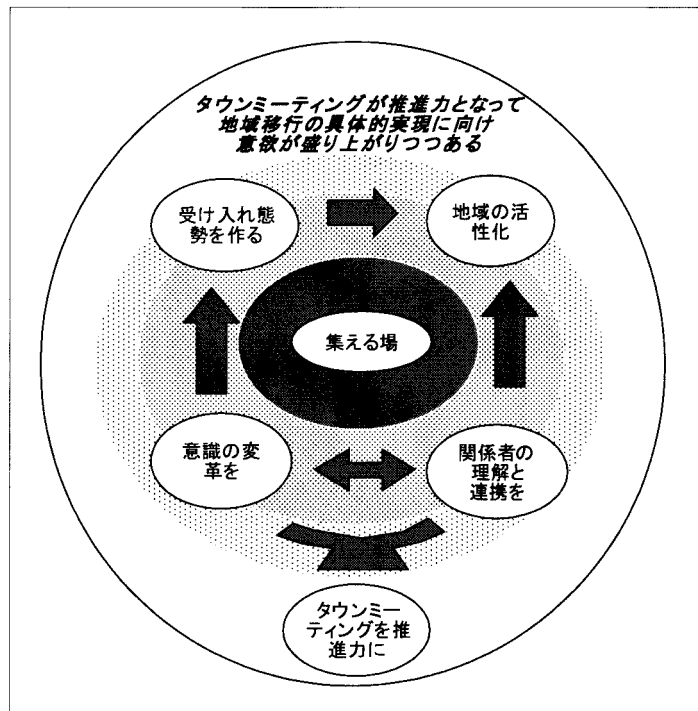 タウンミーティングが推進力となって
地域移行の具体的実現に向け
意欲が盛り上がりつつある
受け入れ態
勢を作る
地域の活
性化
集える場
意識の変
革を
関係者の
理解と
連携を
タウンミー
ティングを推
進力に